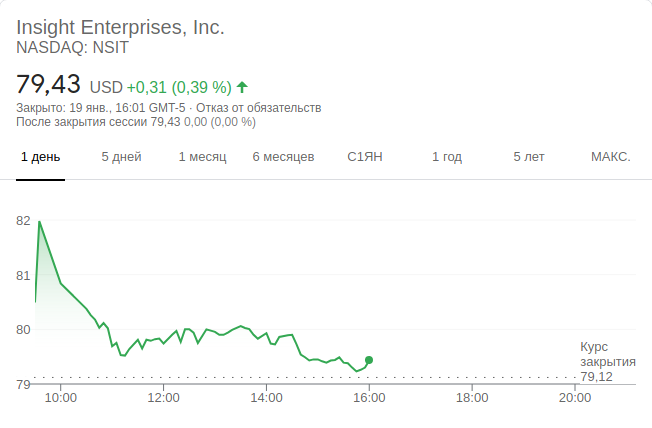 Insight Enterprises, Inc.
NASDAQ: NSIT
79,43 USD +0,31 (0,39 %)
Закрыто: 19 янв., 16:01 GMT-5 · Отказ от обязательств
После закрытия сессии 79,43 0,00 (0,00 %)
1 день 5 дней 1 месяц 6 месяцев С1ЯН 1 год 5 лет МАКС.
82
81
80
79
Курс
закрытия
79,12
10:00 12:00 14:00 16:00 18:00 20:00